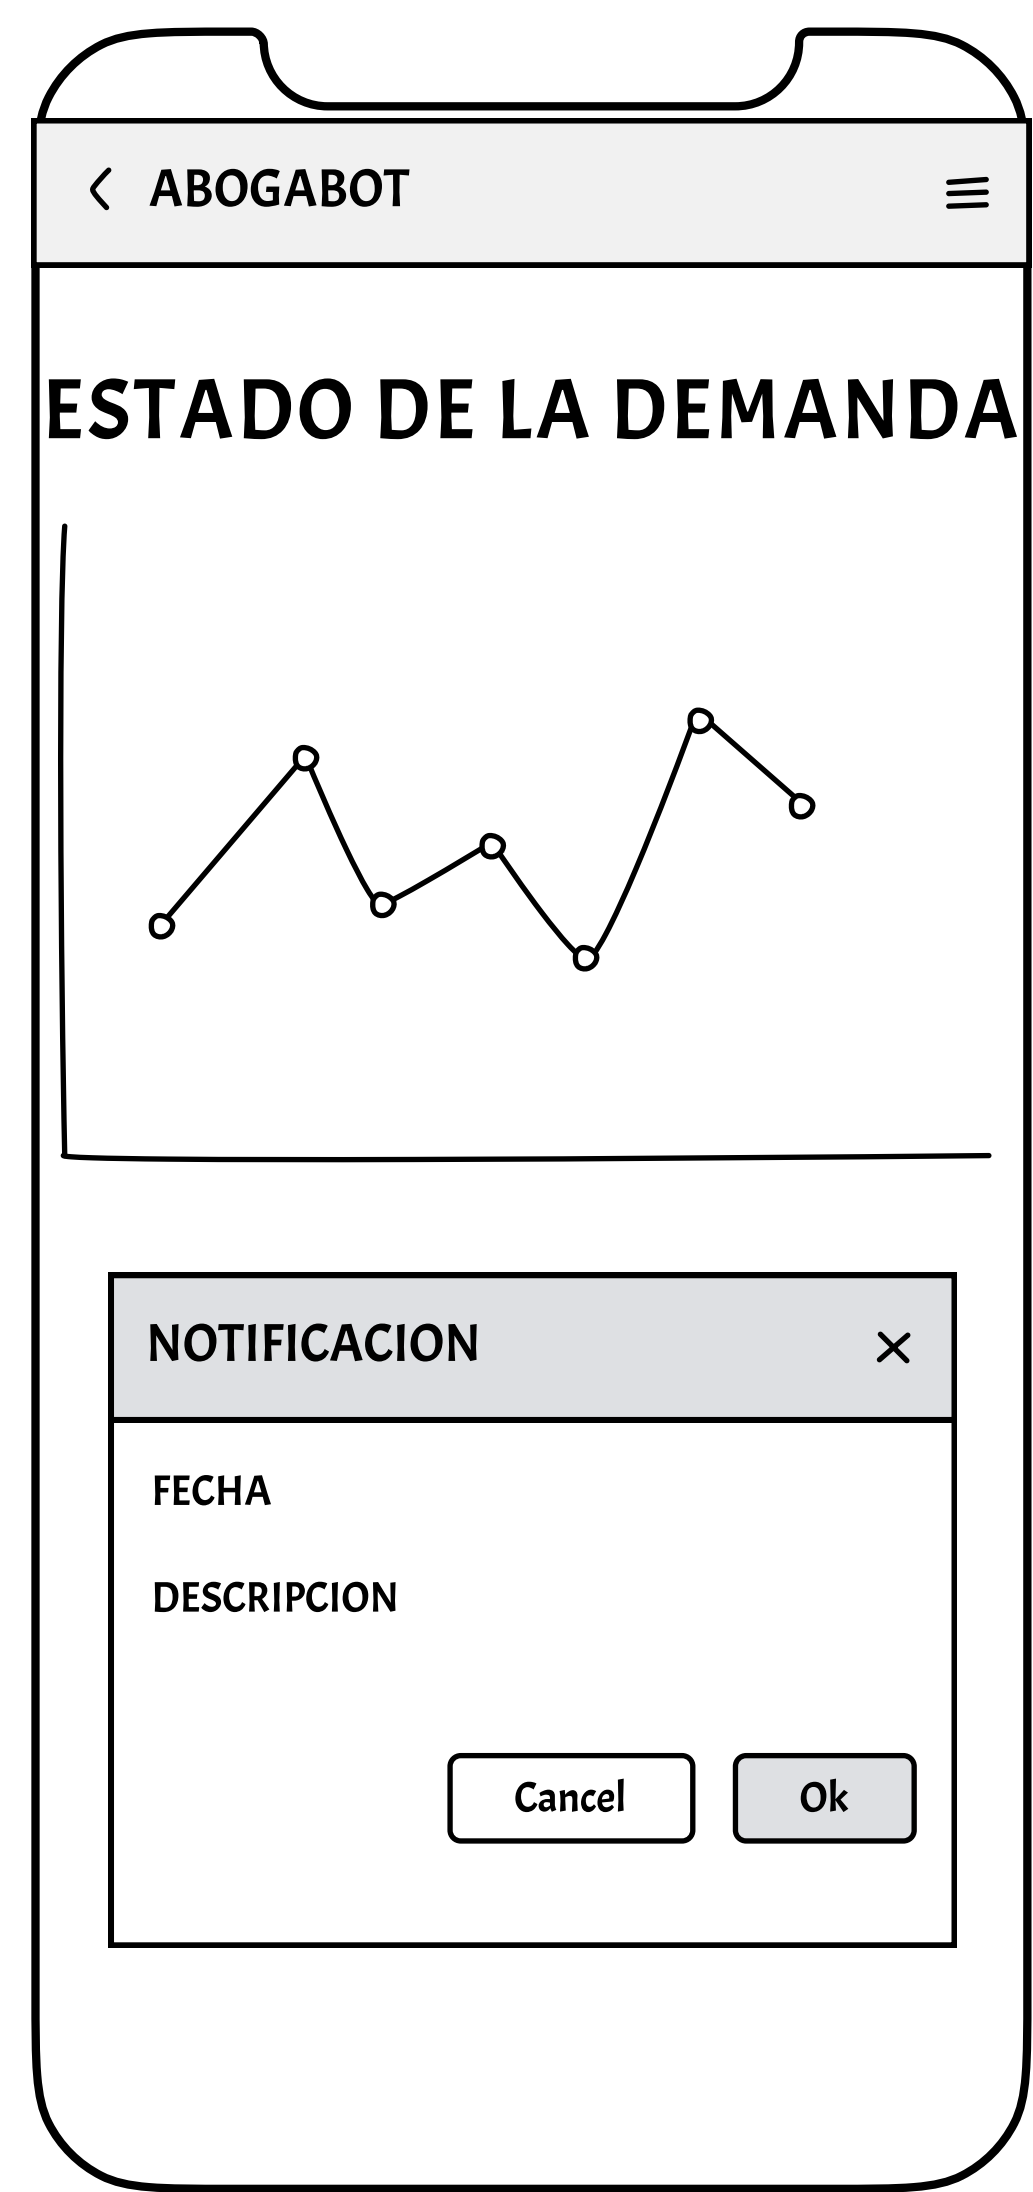 ABOGABOT
ESTADO DE LA DEMANDA
NOTIFICACION
FECHA
DESCRIPCION
Cancel
Ok